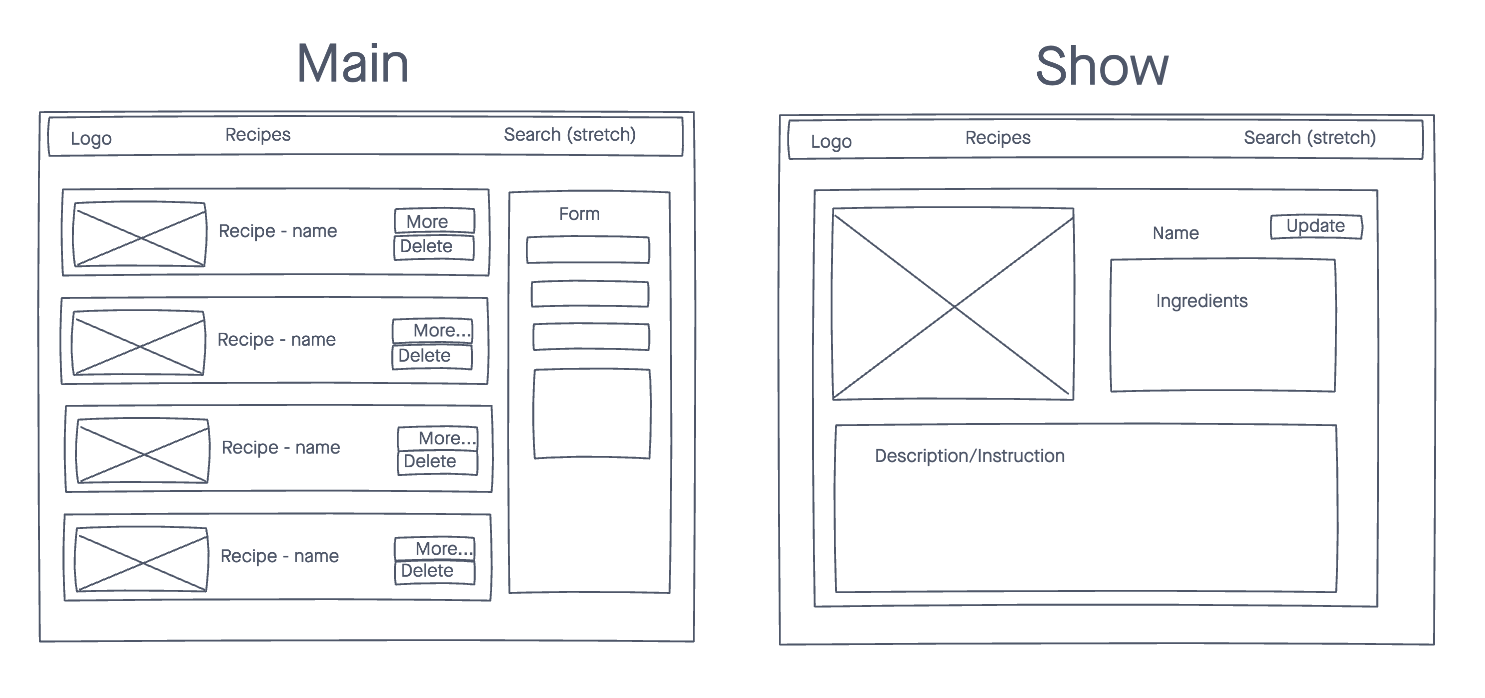 Main
Logo Recipes Search (stretch)
Recipe - name
More
Delete
Recipe - name
More...
Delete
Recipe - name
More...
Delete
Recipe - name
More...
Delete
Form
Show
Logo Recipes Search (stretch)
Name
Update
Ingredients
Description/Instruction